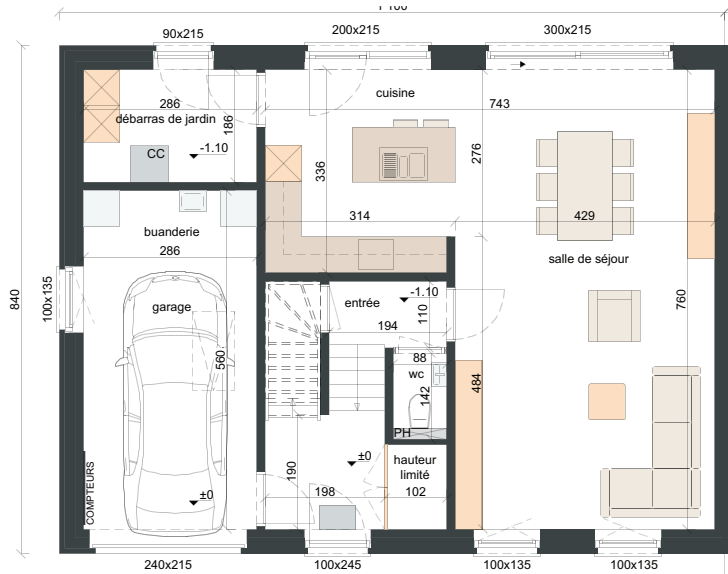 90x215
200x215
300x215
cuisine
286
743
débarras de jardin
186
CC
-1.10
336
276
314
429
buanderie
286
salle de séjour
840
100x135
garage
entrée
-1.10
110
194
760
560
88
wc
142
484
PH
COMPTEURS
190
±0
±0
198
hauteur
limité
102
240x215
100x245
100x135
100x135